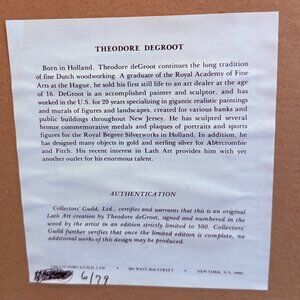 THEODORE DEGROOT
Born in Holland, Theodore deGroot continues the long tradition
of fine Dutch woodworking. A graduate of the Royal Academy of Fine
Arts at the Hague, he sold his first still life to an art dealer at the age
of 16. DeGroot is an accomplished painter and sculptor, and has
worked in the U.S. for 20 years specializing in gigantic realistic paintings
and murals of figures and landscapes, created for various banks and
public buildings throughout New Jersey. He has sculpted several
bronze commemorative medals and plaques of portraits and sports
figures for the Royal Begeer Silverworks in Holland. In addition, he
has designed many objects in gold and sterling silver for Abercrombie
and Fitch. His recent interest in Lath Art provides him with yet
another outlet for his enormous talent.
AUTHENTICATION
Collectors' Guild, Ltd., certifies and warrants that this is an original
Lath Art creation by Theodore deGroot, signed and numbered in the
wood by the artist in an edition strictly limited to 300. Collectors'
Guild further verifies that once the limited edition is complete, no
additional works of this design may be produced.
COLLECTORS' GUILD, LTD. • WEST STREET • NEW YORK, N.Y.
6/79